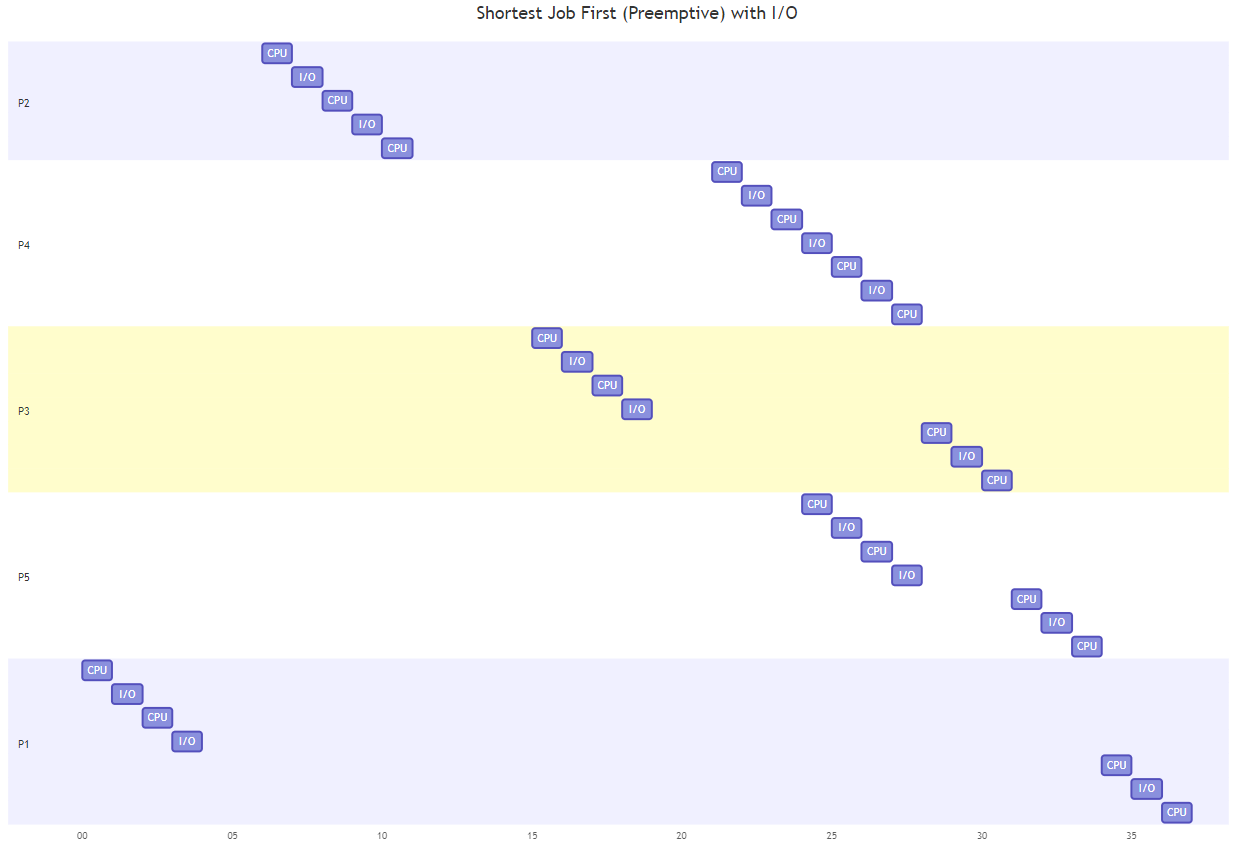 Shortest Job First (Preemptive) with I/O
CPU
I/O
CPU
P2
I/O
CPU
CPU
I/O
CPU
P4
I/O
CPU
I/O
CPU
CPU
I/O
CPU
P3
I/O
CPU
I/O
CPU
CPU
I/O
CPU
P5
I/O
CPU
I/O
CPU
CPU
I/O
CPU
P1
I/O
CPU
I/O
CPU
00 05 10 15 20 25 30 35